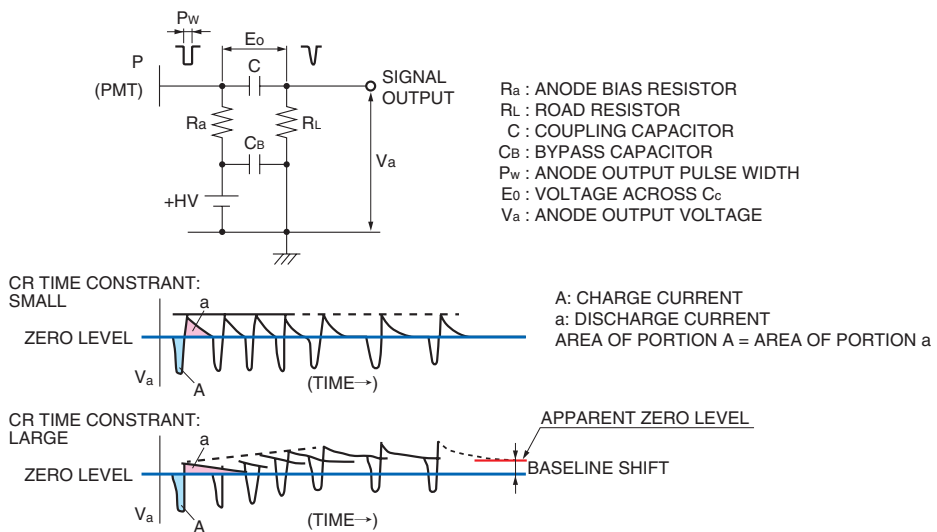 PW
E0
P
(PMT)
C
SIGNAL
OUTPUT
Ra
RL
CB
Va
+HV
Ra : ANODE BIAS RESISTOR
RL : ROAD RESISTOR
C : COUPLING CAPACITOR
CB : BYPASS CAPACITOR
PW : ANODE OUTPUT PULSE WIDTH
E0 : VOLTAGE ACROSS Cc
Va : ANODE OUTPUT VOLTAGE
CR TIME CONSTRANT:
SMALL
a
ZERO LEVEL
Va
A
(TIME→)
A: CHARGE CURRENT
a: DISCHARGE CURRENT
AREA OF PORTION A = AREA OF PORTION a
CR TIME CONSTRANT:
LARGE
a
APPARENT ZERO LEVEL
ZERO LEVEL
BASELINE SHIFT
Va
A
(TIME→)